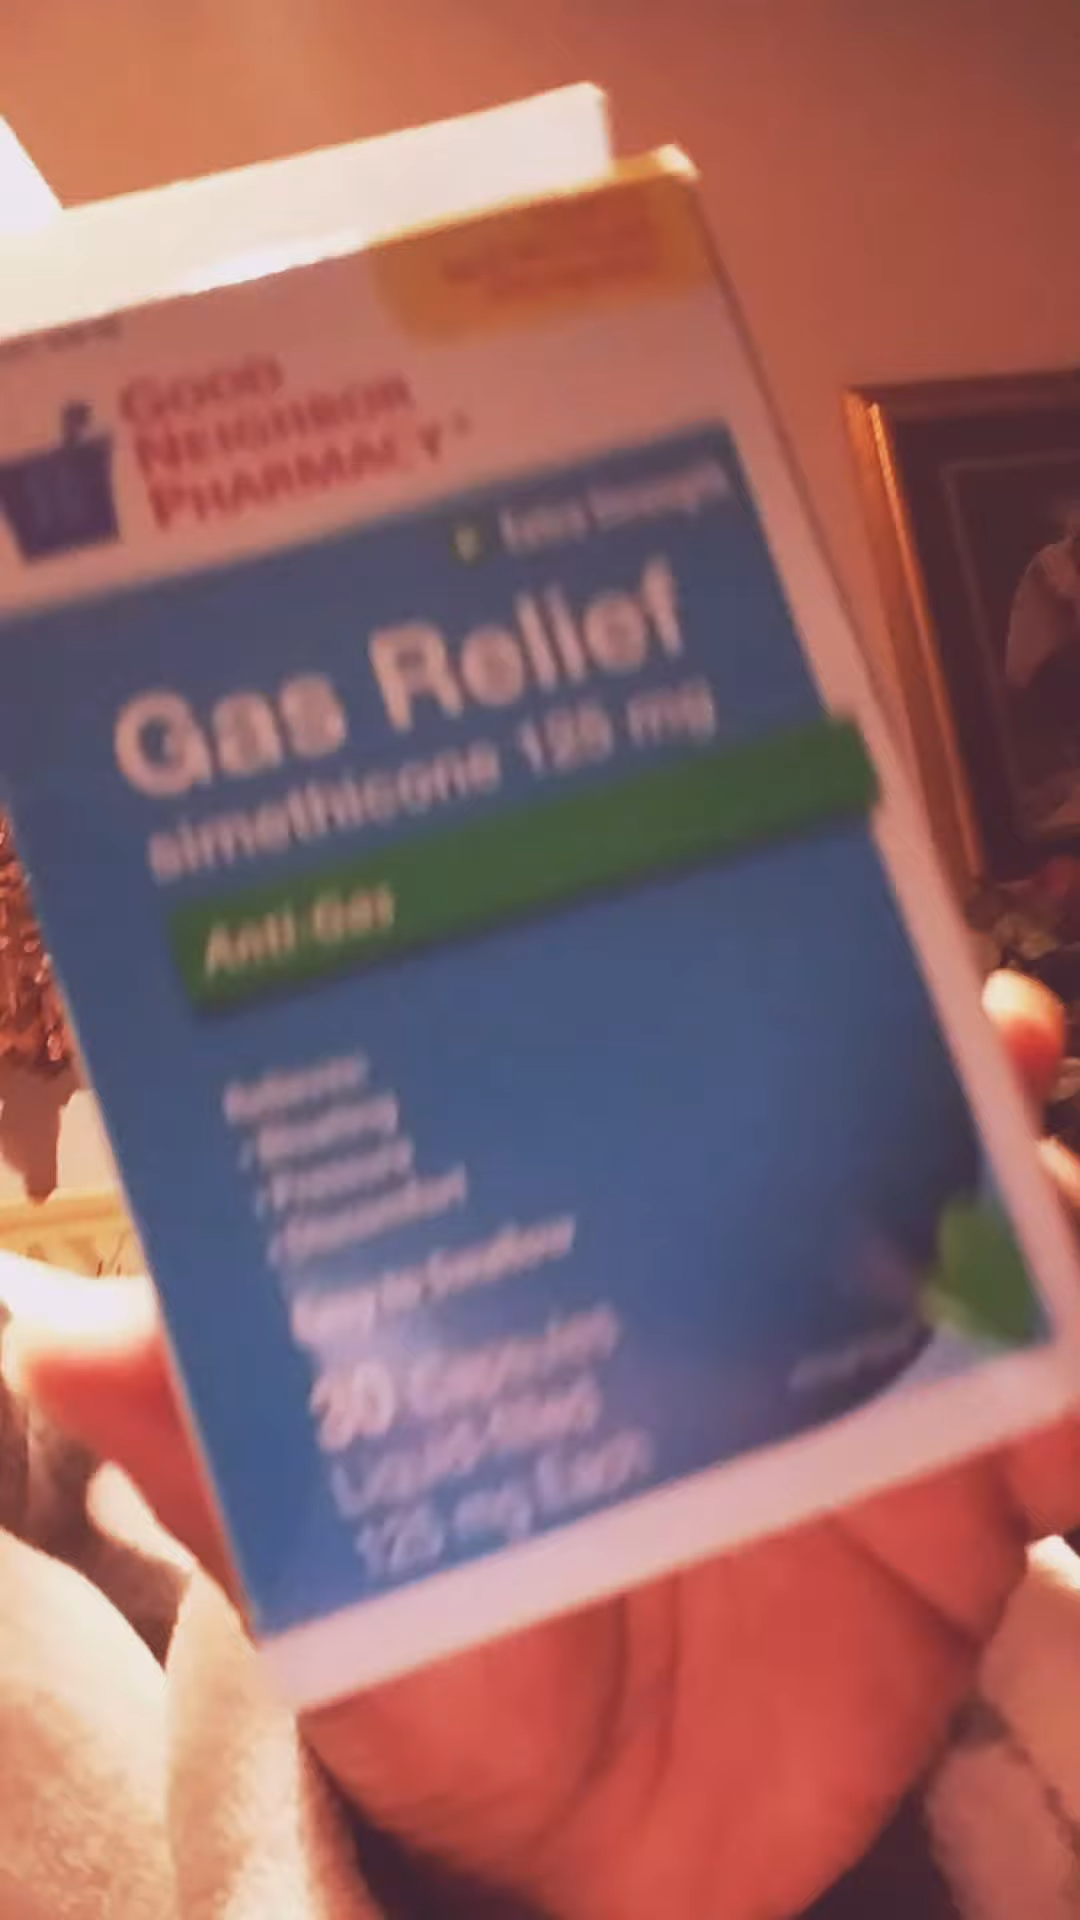 GOOD
NEIGHBOR
PHARMACY
Extra Strength
Gas Relief
simethicone 125 mg
Anti-Gas
Relieves:
Bloating
Pressure
Discomfort
Easy to Swallow
30 Capsules
Liquid-filled
125 mg Each